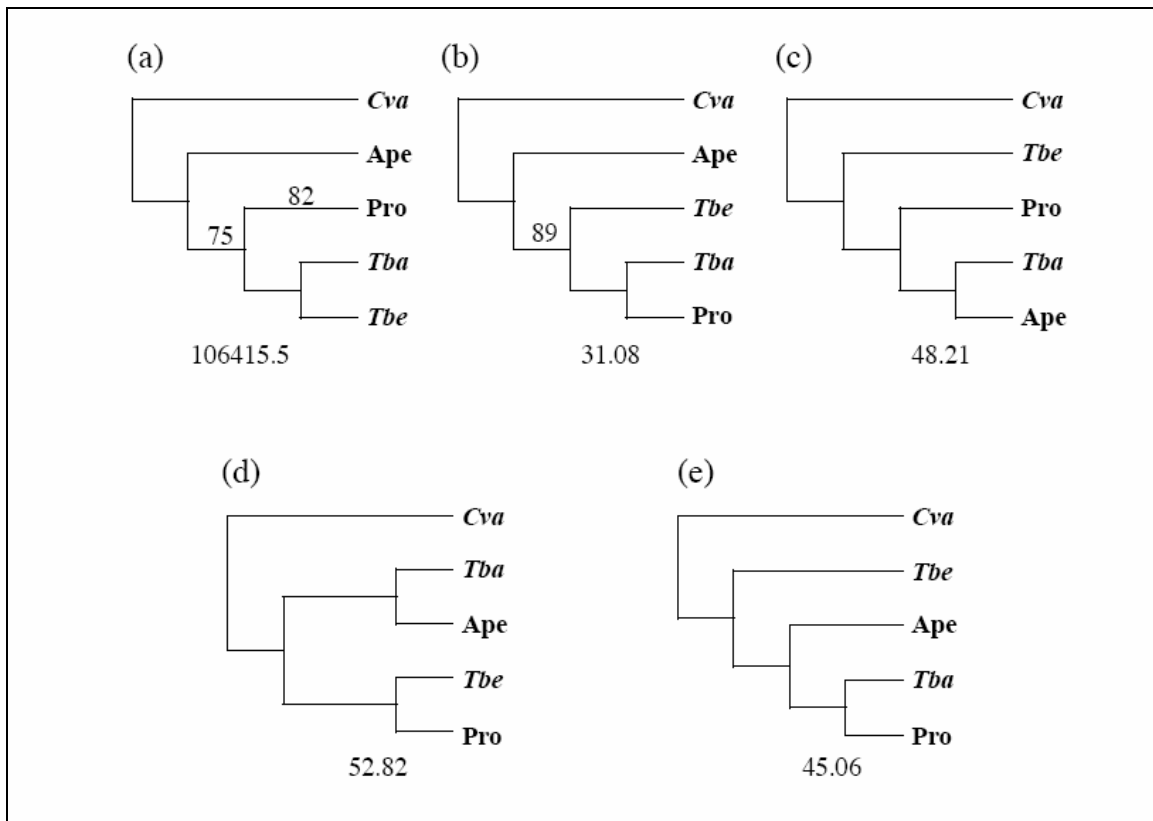 (a) (b) (c)
Cva Cva Cva
Ape Ape Tbe
82
Pro Tbe Pro
75 89
Tba Tba Tba
Tbe Pro Ape
106415.5 31.08 48.21
(d) (e)
Cva Cva
Tba Tbe
Ape Ape
Tbe Tba
Pro Pro
52.82 45.06